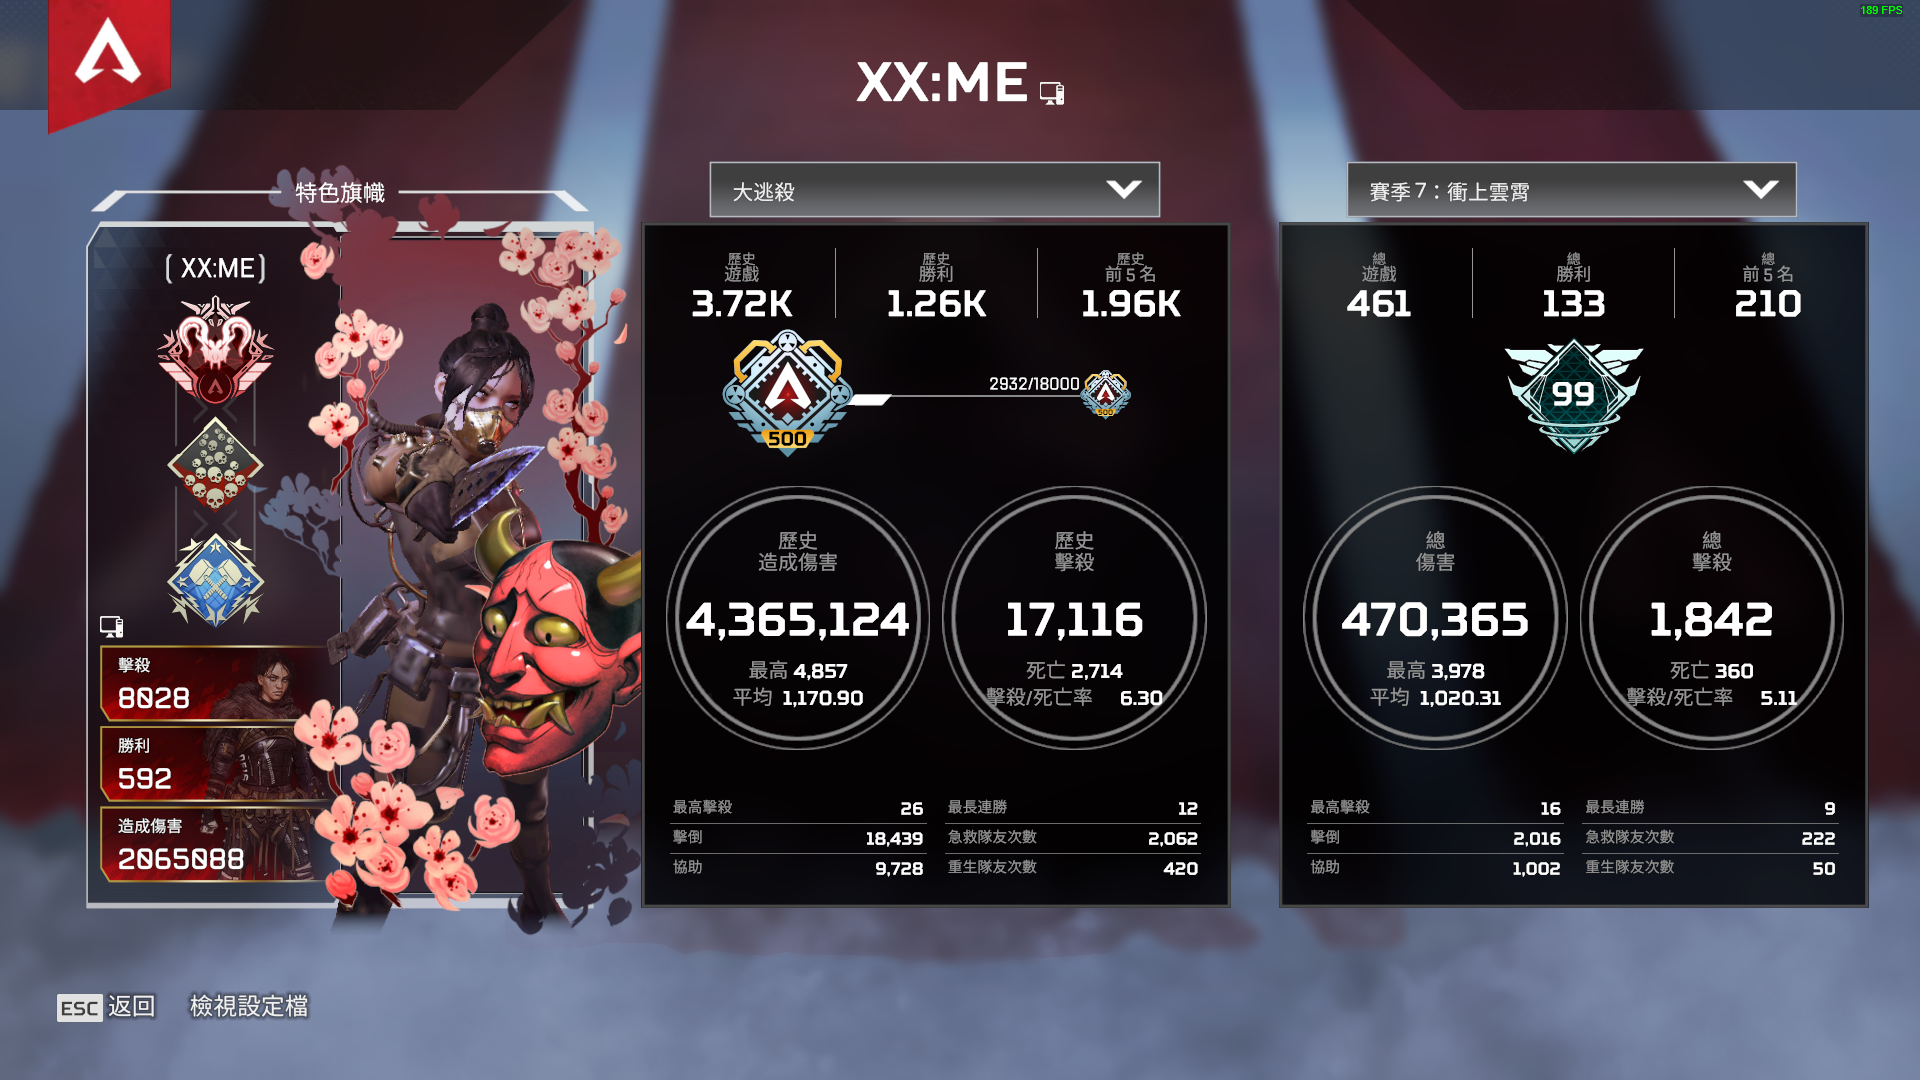 189 FPS
XX:ME
特色旗幟
XX:ME
擊殺
8028
勝利
592
造成傷害
2065088
大逃殺
歷史
遊戲
3.72K
歷史
勝利
1.26K
歷史
前 5 名
1.96K
500
2932/18000
500
歷史
造成傷害
4,365,124
最高 4,857
平均 1,170.90
歷史
擊殺
17,116
死亡 2,714
擊殺/死亡率 6.30
最高擊殺 26
擊倒 18,439
協助 9,728
最長連勝 12
急救隊友次數 2,062
重生隊友次數 420
賽季 7：衝上雲霄
總
遊戲
461
總
勝利
133
總
前 5 名
210
99
總
傷害
470,365
最高 3,978
平均 1,020.31
總
擊殺
1,842
死亡 360
擊殺/死亡率 5.11
最高擊殺 16
擊倒 2,016
協助 1,002
最長連勝 9
急救隊友次數 222
重生隊友次數 50
ESC 返回 檢視設定檔